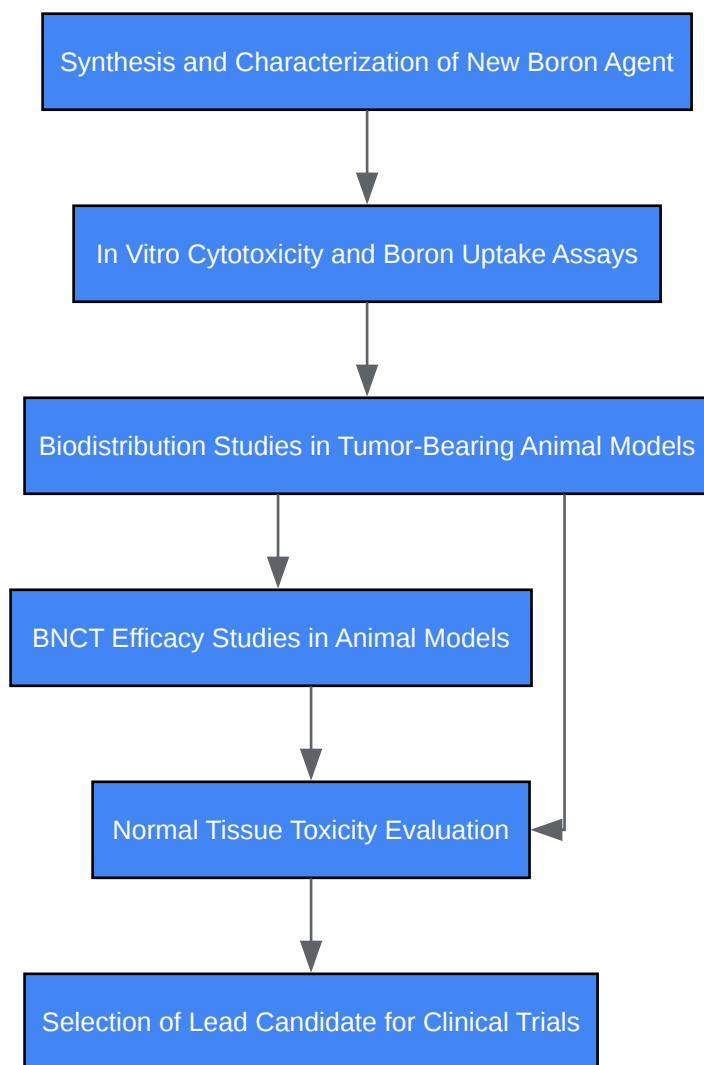 Synthesis and Characterization of New Boron Agent
In Vitro Cytotoxicity and Boron Uptake Assays
Biodistribution Studies in Tumor-Bearing Animal Models
BNCT Efficacy Studies in Animal Models
Normal Tissue Toxicity Evaluation
Selection of Lead Candidate for Clinical Trials